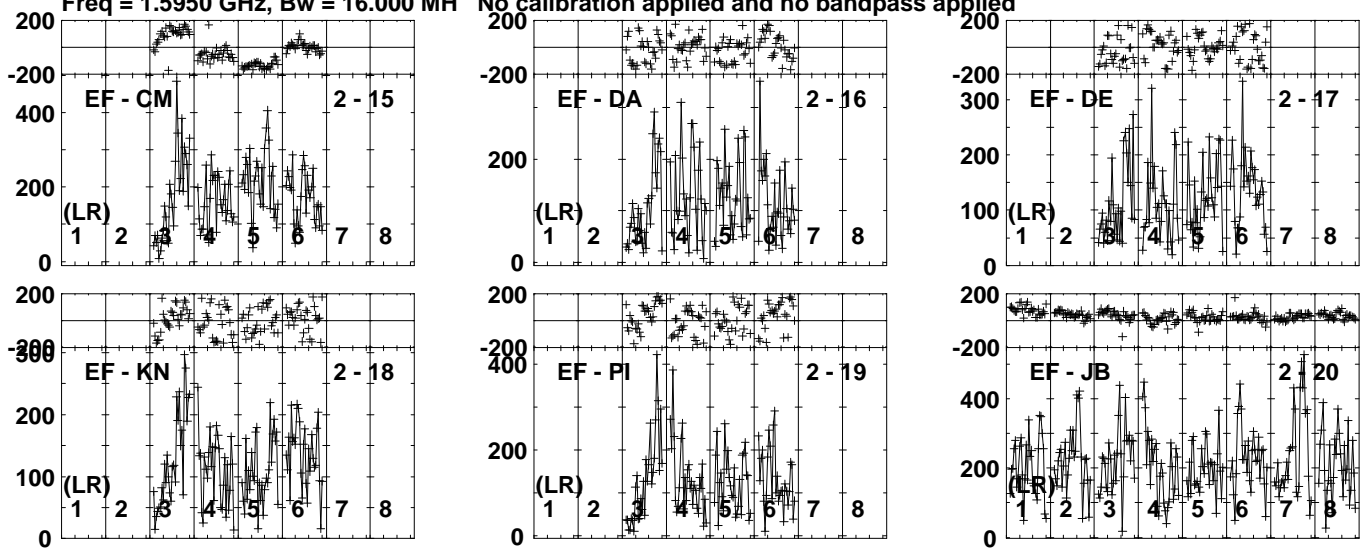 Freq = 1.5950 GHz, Bw = 16.000 MH No calibration applied and no bandpass applied
200
-200
EF - CM 2 - 15
400
200
(LR)
1 2 3 4 5 6 7 8
0
EF - DA 2 - 16
200
(LR)
1 2 3 4 5 6 7 8
0
200
-200
EF - DE 2 - 17
300
200
100
(LR)
1 2 3 4 5 6 7 8
0
200
-200
300
EF - KN 2 - 18
200
100
(LR)
1 2 3 4 5 6 7 8
0
400
EF - PI 2 - 19
200
(LR)
1 2 3 4 5 6 7 8
0
200
-200
EF - JB 2 - 20
400
200
(LR)
1 2 3 4 5 6 7 8
0